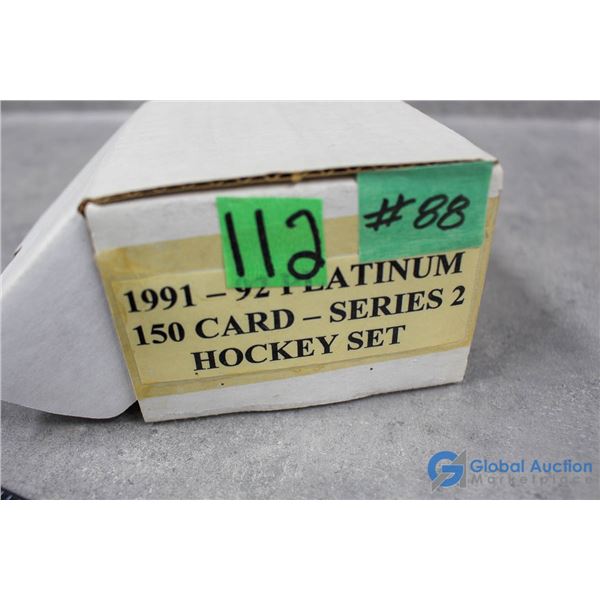 112
#88
1991 – 92 PLATINUM
150 CARD – SERIES 2
HOCKEY SET
Global Auction
Marketplace